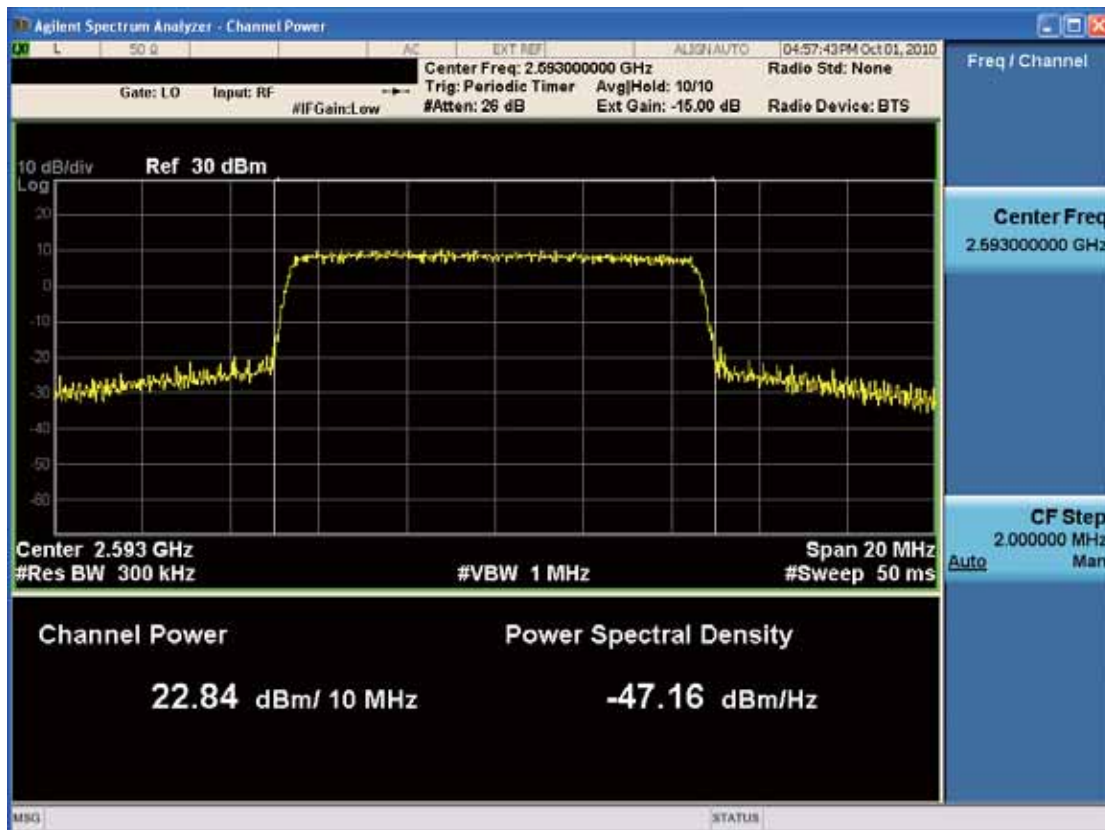 Agilent Spectrum Analyzer - Channel Power
L 50 Ω AC EXT REF ALIGN AUTO 04:57:43 PM Oct 01, 2010
Center Freq: 2.593000000 GHz Radio Std: None
Gate: LO Input: RF Trig: Periodic Timer Avg|Hold: 10/10
#IFGain:Low #Atten: 26 dB Ext Gain: -15.00 dB Radio Device: BTS
Freq / Channel
10 dB/div Ref 30 dBm
Log
20
10
0
-10
-20
-30
-40
-50
-60
Center 2.593 GHz Span 20 MHz
#Res BW 300 kHz #VBW 1 MHz #Sweep 50 ms
Center Freq
2.593000000 GHz
CF Step
2.000000 MHz
Auto Man
Channel Power Power Spectral Density
22.84 dBm/ 10 MHz -47.16 dBm/Hz
MSG STATUS